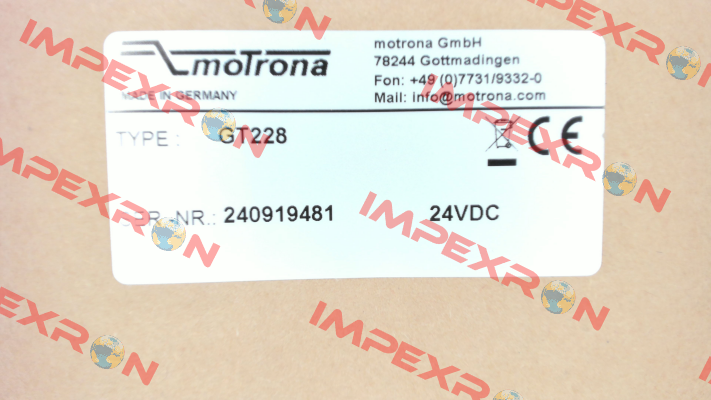 motrona
MADE IN GERMANY
motrona GmbH
78244 Gottmadingen
Fon: +49 (0)7731/9332-0
Mail: info@motrona.com
TYPE : GT228
CE
SER.-NR.: 240919481 24VDC
IMPEXRON
IMPEXRON
IMPEXRON
IMPEXRON
IMPEXRON
IMPEXRON
IMPEXRON